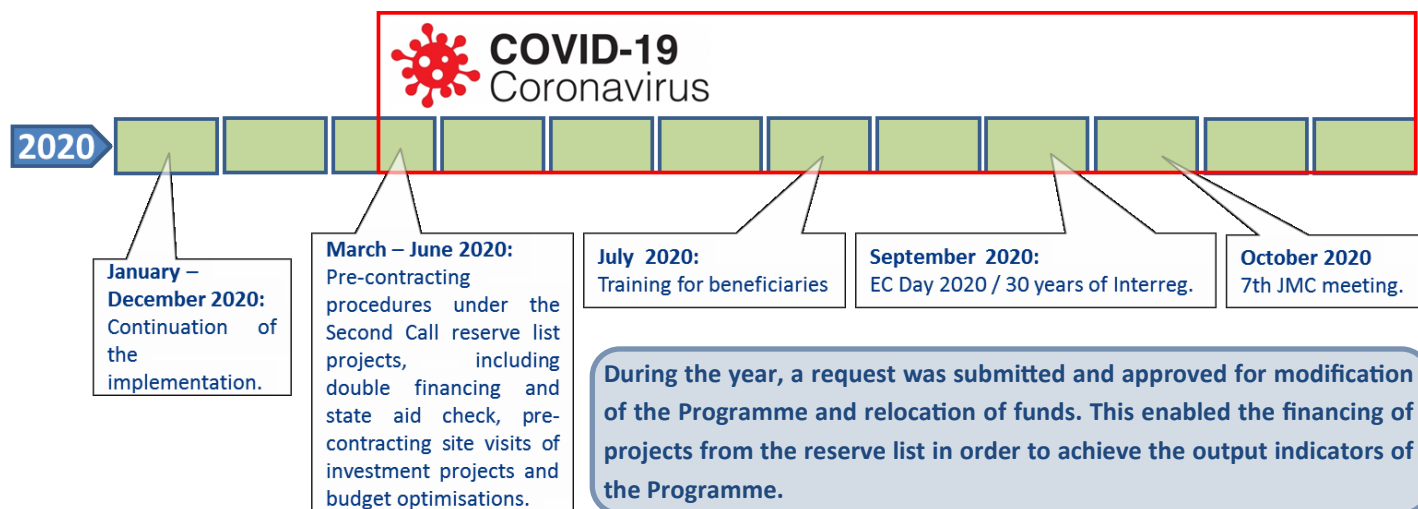 COVID-19
Coronavirus
2020
January –
December 2020:
Continuation of
the
implementation.
March – June 2020:
Pre-contracting
procedures under the
Second Call reserve list
projects, including
double financing and
state aid check, pre-
contracting site visits of
investment projects and
budget optimisations.
July 2020:
Training for beneficiaries
September 2020:
EC Day 2020 / 30 years of Interreg.
October 2020
7th JMC meeting.
During the year, a request was submitted and approved for modification
of the Programme and relocation of funds. This enabled the financing of
projects from the reserve list in order to achieve the output indicators of
the Programme.